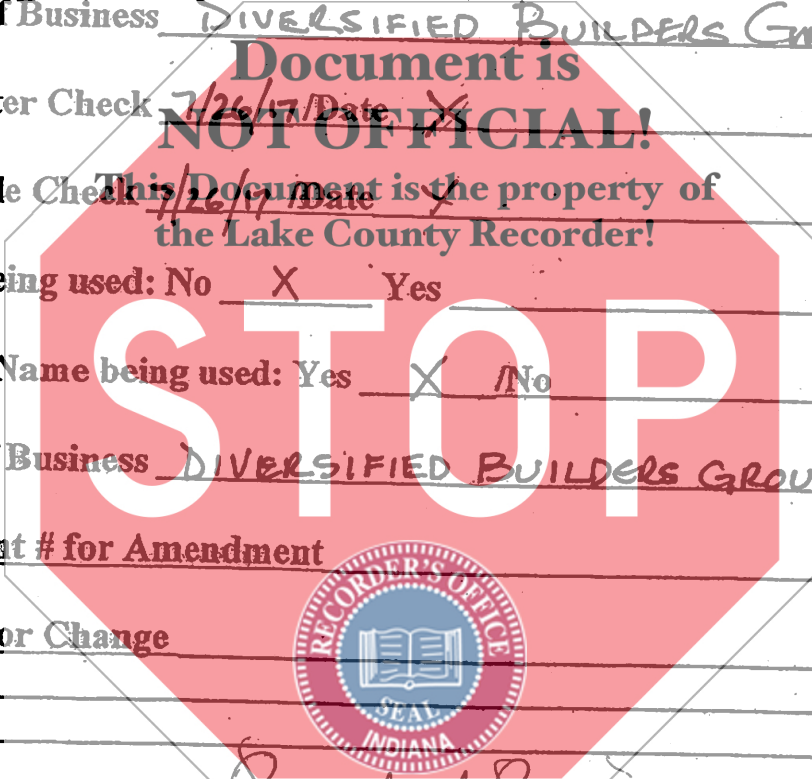 f Business DIVERSIFIED BUILDERS
Document is
ter Check 7/26/17 /Date X
NOT OFFICIAL!
le Check 7/26/17 /Date X
This Document is the property of
the Lake County Recorder!
eing used: No X Yes
STOP
Name being used: Yes X /No
Business DIVERSIFIED BUILDERS GROU
nt # for Amendment
or Change
RECORDER'S OFFICE
SEAL
INDIANA